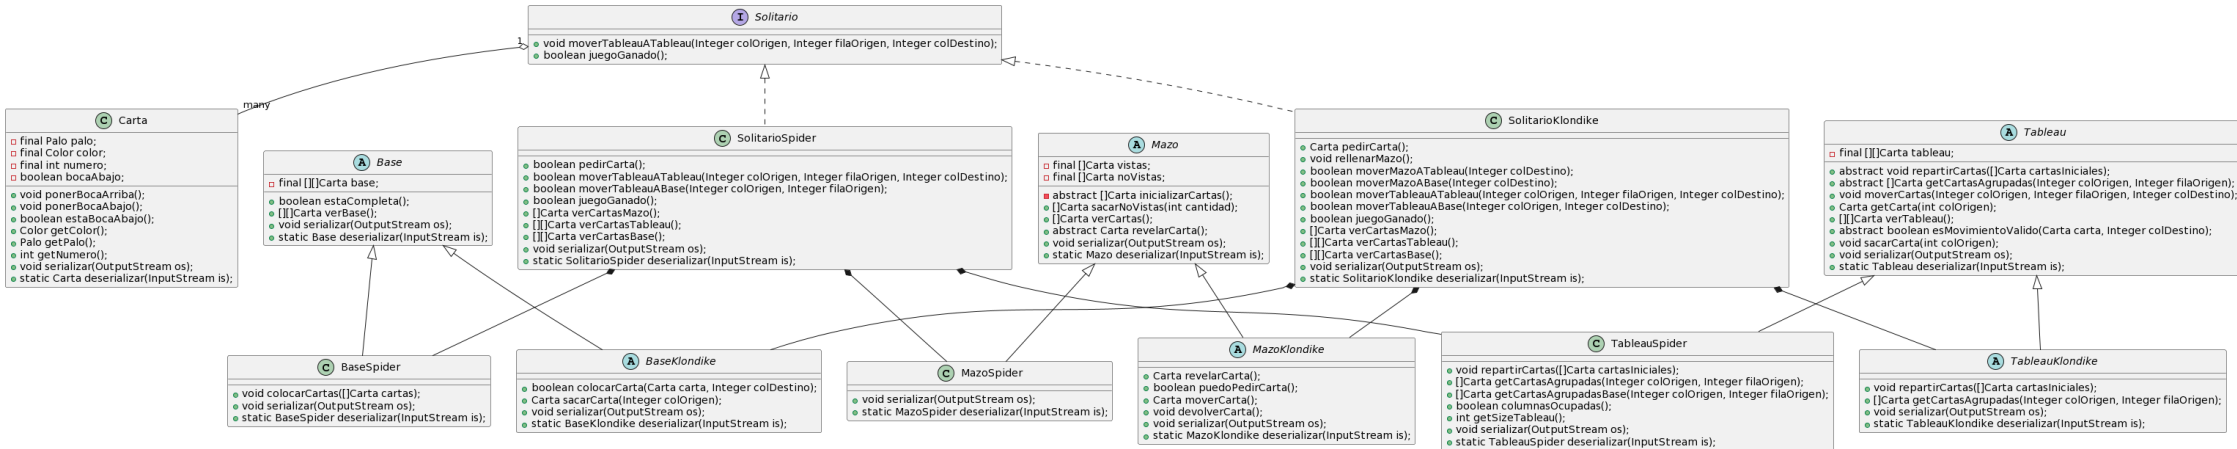 I Solitario
void moverTableauATableau(Integer colOrigen, Integer filaOrigen, Integer colDestino);
boolean juegoGanado();
1
many
C Carta
final Palo palo;
final Color color;
final int numero;
boolean bocaAbajo;
void ponerBocaArriba();
void ponerBocaAbajo();
boolean estaBocaAbajo();
Color getColor();
Palo getPalo();
int getNumero();
void serializar(OutputStream os);
static Carta deserializar(InputStream is);
A Base
final [][]Carta base;
boolean estaCompleta();
[][]Carta verBase();
void serializar(OutputStream os);
static Base deserializar(InputStream is);
C SolitarioSpider
boolean pedirCarta();
boolean moverTableauATableau(Integer colOrigen, Integer filaOrigen, Integer colDestino);
boolean moverTableauABase(Integer colOrigen, Integer filaOrigen);
boolean juegoGanado();
[]Carta verCartasMazo();
[][]Carta verCartasTableau();
[][]Carta verCartasBase();
void serializar(OutputStream os);
static SolitarioSpider deserializar(InputStream is);
A Mazo
final []Carta vistas;
final []Carta noVistas;
abstract []Carta inicializarCartas();
[]Carta sacarNoVistas(int cantidad);
[]Carta verCartas();
abstract Carta revelarCarta();
void serializar(OutputStream os);
static Mazo deserializar(InputStream is);
C SolitarioKlondike
Carta pedirCarta();
void rellenarMazo();
boolean moverMazoATableau(Integer colDestino);
boolean moverMazoABase(Integer colDestino);
boolean moverTableauATableau(Integer colOrigen, Integer filaOrigen, Integer colDestino);
boolean moverTableauABase(Integer colOrigen, Integer colDestino);
boolean juegoGanado();
[]Carta verCartasMazo();
[][]Carta verCartasTableau();
[][]Carta verCartasBase();
void serializar(OutputStream os);
static SolitarioKlondike deserializar(InputStream is);
A Tableau
final [][]Carta tableau;
abstract void repartirCartas([]Carta cartasIniciales);
abstract []Carta getCartasAgrupadas(Integer colOrigen, Integer filaOrigen);
void moverCartas(Integer colOrigen, Integer filaOrigen, Integer colDestino);
Carta getCarta(int colOrigen);
[][]Carta verTableau();
abstract boolean esMovimientoValido(Carta carta, Integer colDestino);
void sacarCarta(int colOrigen);
void serializar(OutputStream os);
static Tableau deserializar(InputStream is);
C BaseSpider
void colocarCartas([]Carta cartas);
void serializar(OutputStream os);
static BaseSpider deserializar(InputStream is);
A BaseKlondike
boolean colocarCarta(Carta carta, Integer colDestino);
Carta sacarCarta(Integer colOrigen);
void serializar(OutputStream os);
static BaseKlondike deserializar(InputStream is);
C MazoSpider
void serializar(OutputStream os);
static MazoSpider deserializar(InputStream is);
A MazoKlondike
Carta revelarCarta();
boolean puedoPedirCarta();
Carta moverCarta();
void devolverCarta();
void serializar(OutputStream os);
static MazoKlondike deserializar(InputStream is);
C TableauSpider
void repartirCartas([]Carta cartasIniciales);
[]Carta getCartasAgrupadas(Integer colOrigen, Integer filaOrigen);
[]Carta getCartasAgrupadasBase(Integer colOrigen, Integer filaOrigen);
boolean columnasOcupadas();
int getSizeTableau();
void serializar(OutputStream os);
static TableauSpider deserializar(InputStream is);
A TableauKlondike
void repartirCartas([]Carta cartasIniciales);
[]Carta getCartasAgrupadas(Integer colOrigen, Integer filaOrigen);
void serializar(OutputStream os);
static TableauKlondike deserializar(InputStream is);